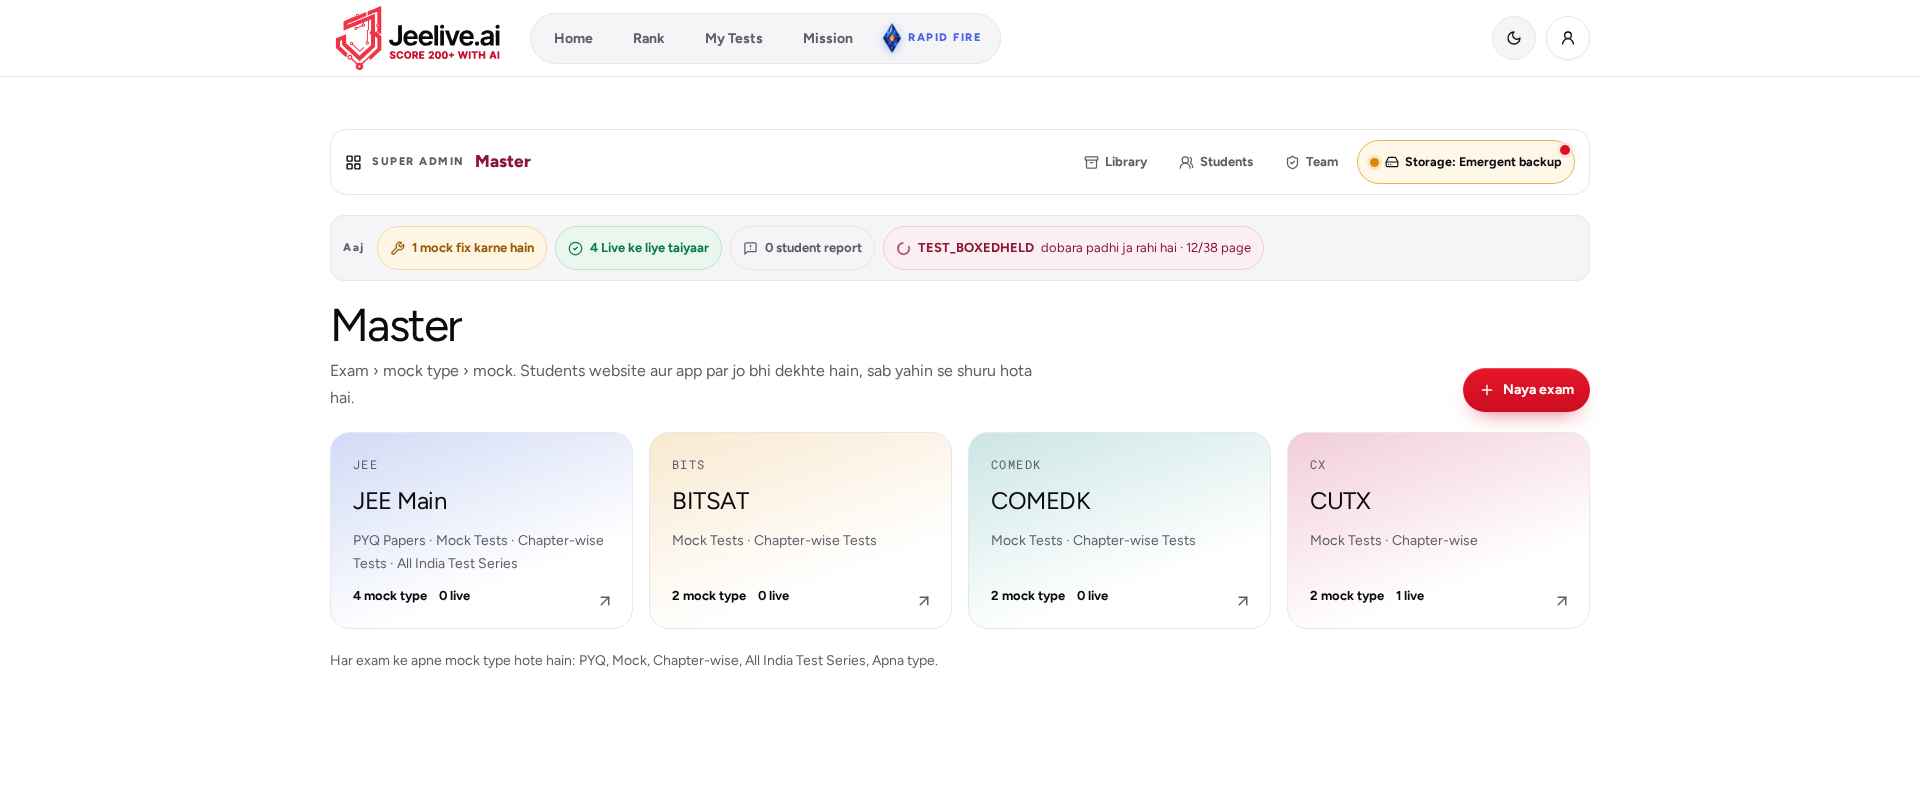 Jeelive.ai
SCORE 200+ WITH AI
Home Rank My Tests Mission RAPID FIRE
SUPER ADMIN Master Library Students Team Storage: Emergent backup
Aaj 1 mock fix karne hain 4 Live ke liye taiyaar 0 student report TEST_BOXEDHELD dobara padhi ja rahi hai · 12/38 page
Master
Exam › mock type › mock. Students website aur app par jo bhi dekhte hain, sab yahin se shuru hota
hai.
Naya exam
JEE
JEE Main
PYQ Papers · Mock Tests · Chapter-wise
Tests · All India Test Series
4 mock type 0 live
BITS
BITSAT
Mock Tests · Chapter-wise Tests
2 mock type 0 live
COMEDK
COMEDK
Mock Tests · Chapter-wise Tests
2 mock type 0 live
CX
CUTX
Mock Tests · Chapter-wise
2 mock type 1 live
Har exam ke apne mock type hote hain: PYQ, Mock, Chapter-wise, All India Test Series, Apna type.